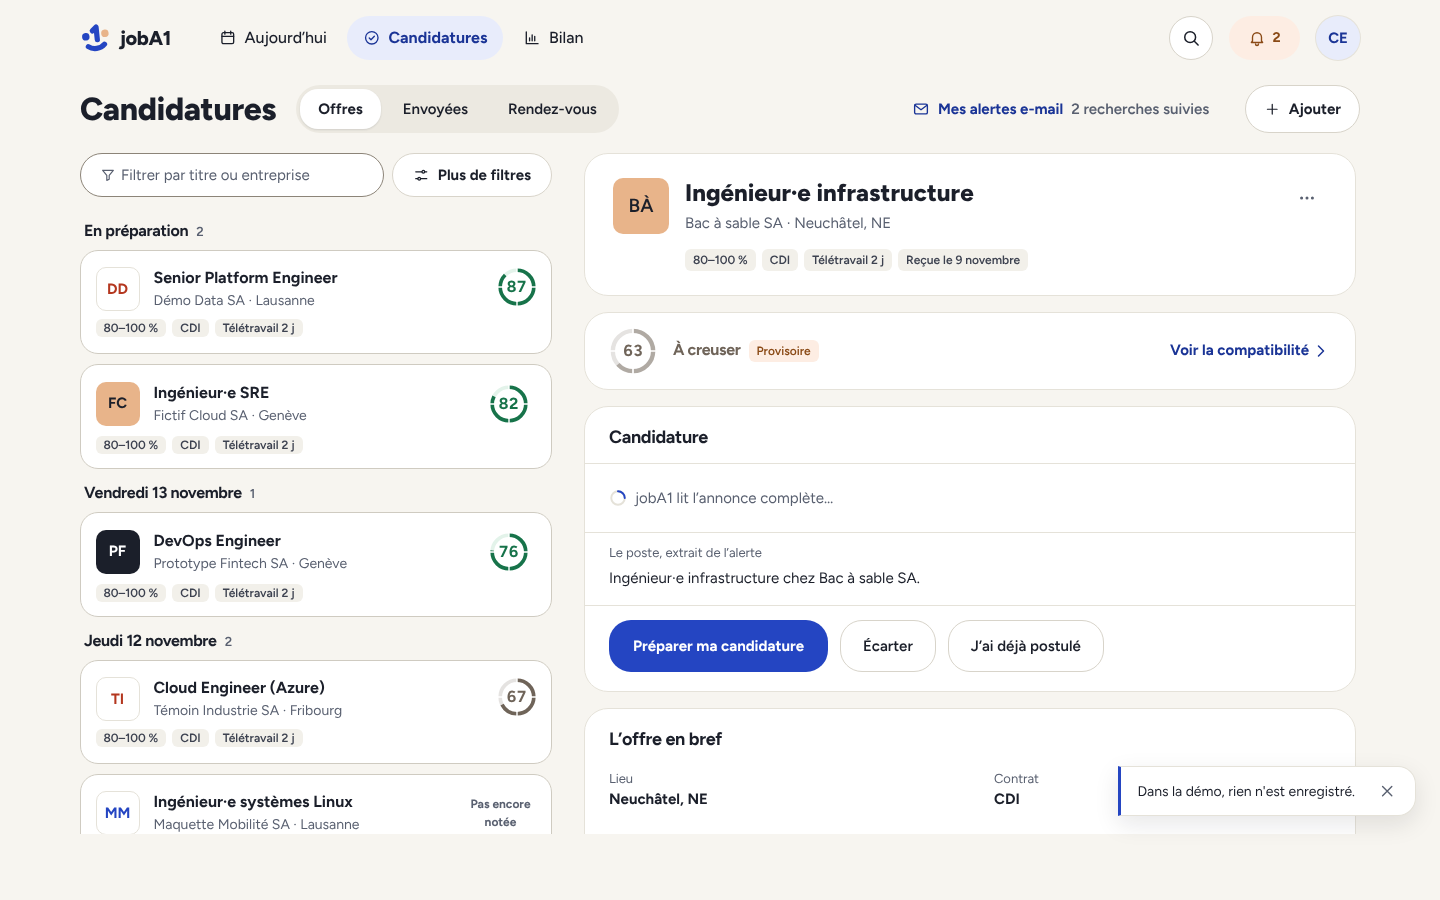 jobA1
Aujourd’hui
Candidatures
Bilan
2
CE
Candidatures
Offres
Envoyées
Rendez-vous
Mes alertes e-mail 2 recherches suivies
Ajouter
Filtrer par titre ou entreprise
Plus de filtres
En préparation 2
DD
Senior Platform Engineer
Démo Data SA · Lausanne
87
80–100 % CDI Télétravail 2 j
FC
Ingénieur·e SRE
Fictif Cloud SA · Genève
82
80–100 % CDI Télétravail 2 j
Vendredi 13 novembre 1
PF
DevOps Engineer
Prototype Fintech SA · Genève
76
80–100 % CDI Télétravail 2 j
Jeudi 12 novembre 2
TI
Cloud Engineer (Azure)
Témoin Industrie SA · Fribourg
67
80–100 % CDI Télétravail 2 j
MM
Ingénieur·e systèmes Linux
Maquette Mobilité SA · Lausanne
Pas encore
notée
BÀ
Ingénieur·e infrastructure
Bac à sable SA · Neuchâtel, NE
80–100 % CDI Télétravail 2 j Reçue le 9 novembre
63
À creuser Provisoire
Voir la compatibilité
Candidature
jobA1 lit l’annonce complète…
Le poste, extrait de l’alerte
Ingénieur·e infrastructure chez Bac à sable SA.
Préparer ma candidature
Écarter
J’ai déjà postulé
L’offre en bref
Lieu
Neuchâtel, NE
Contrat
CDI
Dans la démo, rien n'est enregistré.